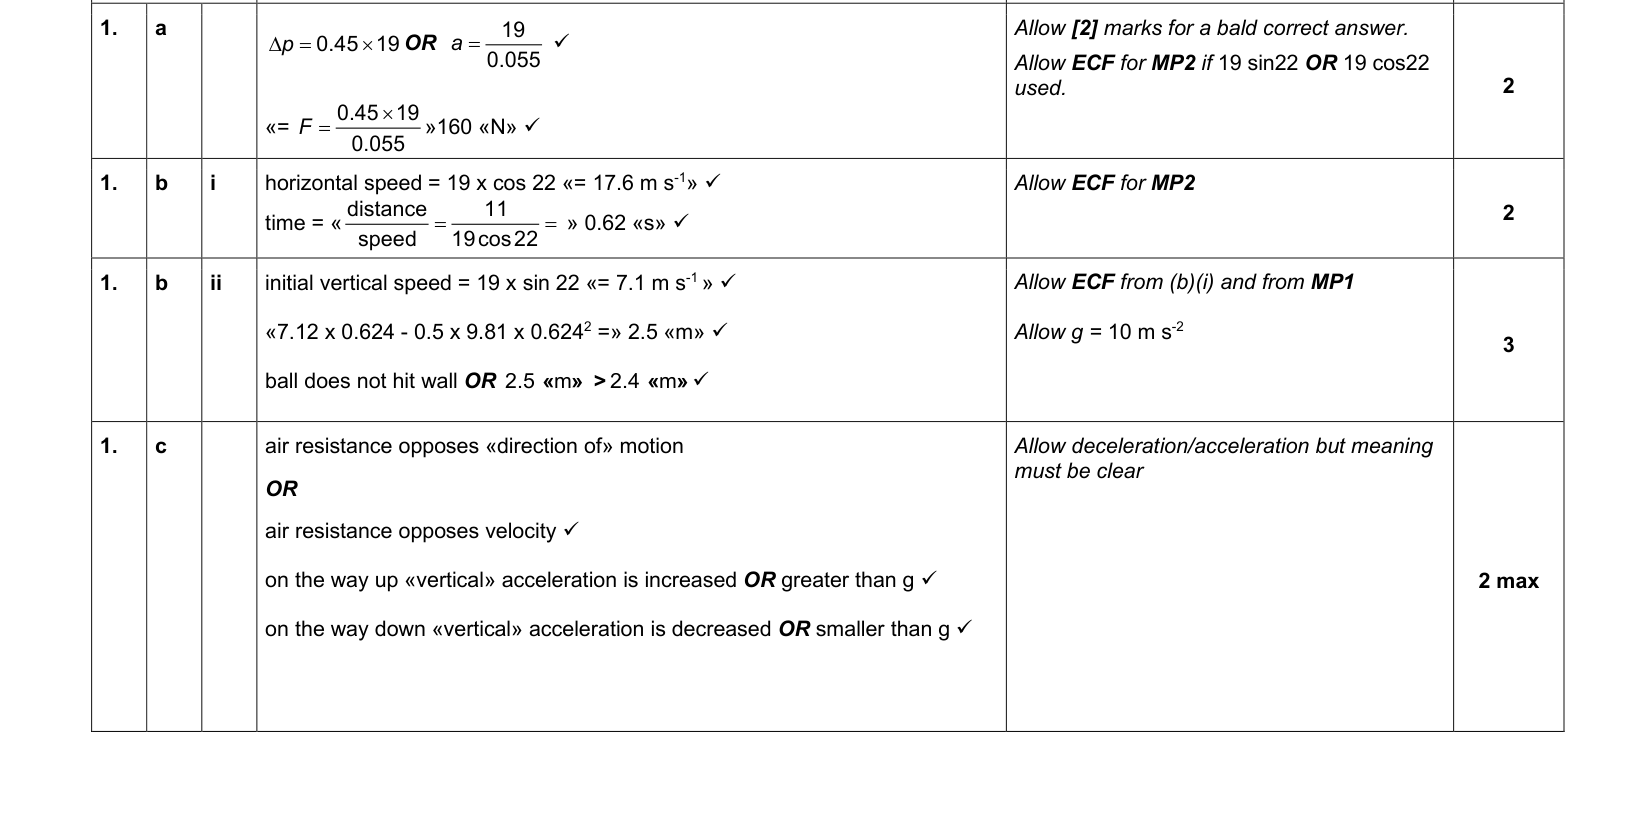 1. a Δp = 0.45 × 19 OR a = 19/0.055 ✓ Allow [2] marks for a bald correct answer.
Allow ECF for MP2 if 19 sin22 OR 19 cos22
used.
2
«= F = 0.45 × 19/0.055 »160 «N» ✓
1. b i horizontal speed = 19 x cos 22 «= 17.6 m s⁻¹» ✓ Allow ECF for MP2
time = « distance/speed = 11/19cos22 = » 0.62 «s» ✓
2
1. b ii initial vertical speed = 19 x sin 22 «= 7.1 m s⁻¹ » ✓ Allow ECF from (b)(i) and from MP1
«7.12 x 0.624 - 0.5 x 9.81 x 0.624² =» 2.5 «m» ✓ Allow g = 10 m s⁻²
3
ball does not hit wall OR 2.5 «m» > 2.4 «m» ✓
1. c air resistance opposes «direction of» motion Allow deceleration/acceleration but meaning
must be clear
OR
air resistance opposes velocity ✓
on the way up «vertical» acceleration is increased OR greater than g ✓
2 max
on the way down «vertical» acceleration is decreased OR smaller than g ✓